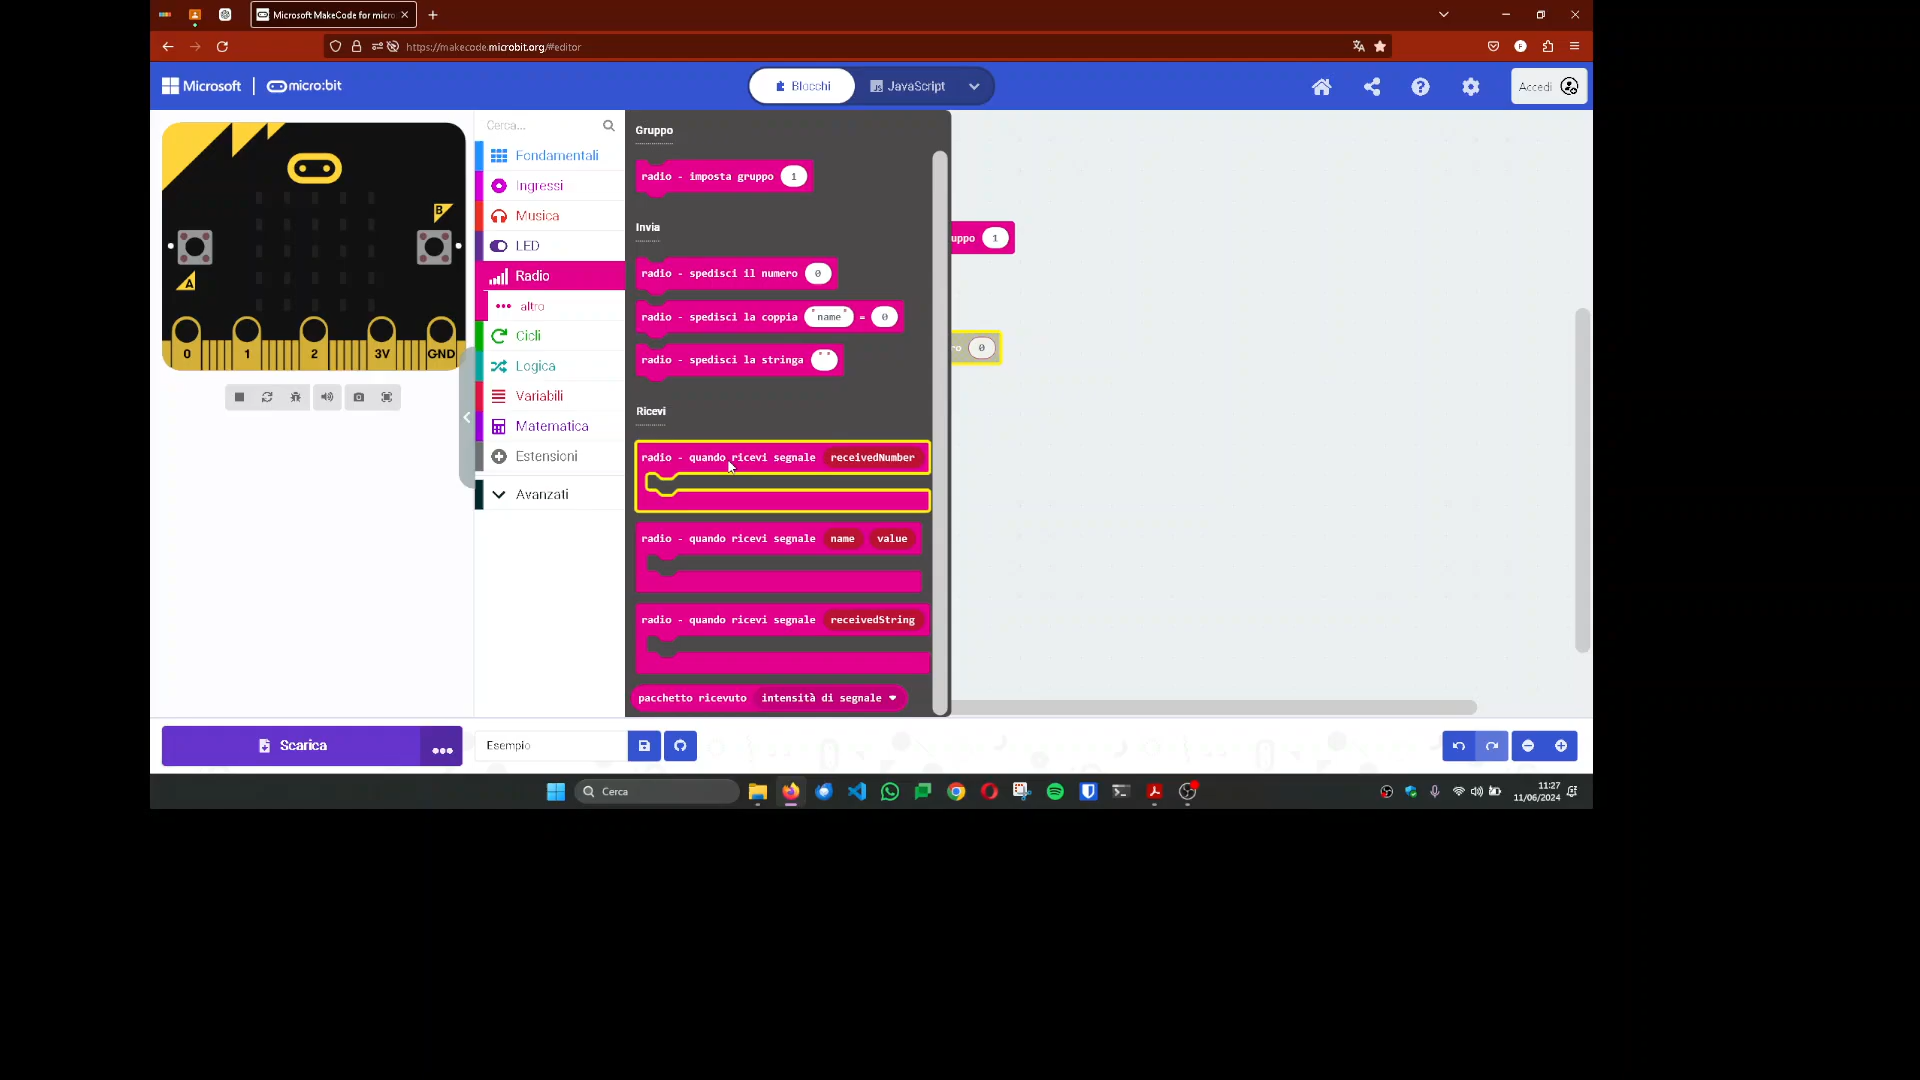 Microsoft MakeCode for micro
https://makecode.microbit.org/#editor
Microsoft
micro:bit
Blocchi
JavaScript
Accedi
B
A
0 1 2 3V GND
Cerca...
Fondamentali
Ingressi
Musica
LED
Radio
altro
Cicli
Logica
Variabili
Matematica
Estensioni
Avanzati
Gruppo
radio - imposta gruppo 1
Invia
radio - spedisci il numero 0
radio - spedisci la coppia "name" = 0
radio - spedisci la stringa " "
Ricevi
radio - quando ricevi segnale receivedNumber
radio - quando ricevi segnale name value
radio - quando ricevi segnale receivedString
pacchetto ricevuto intensità di segnale
uppo 1
ro 0
Scarica
Esempio
Cerca
11:27
11/06/2024